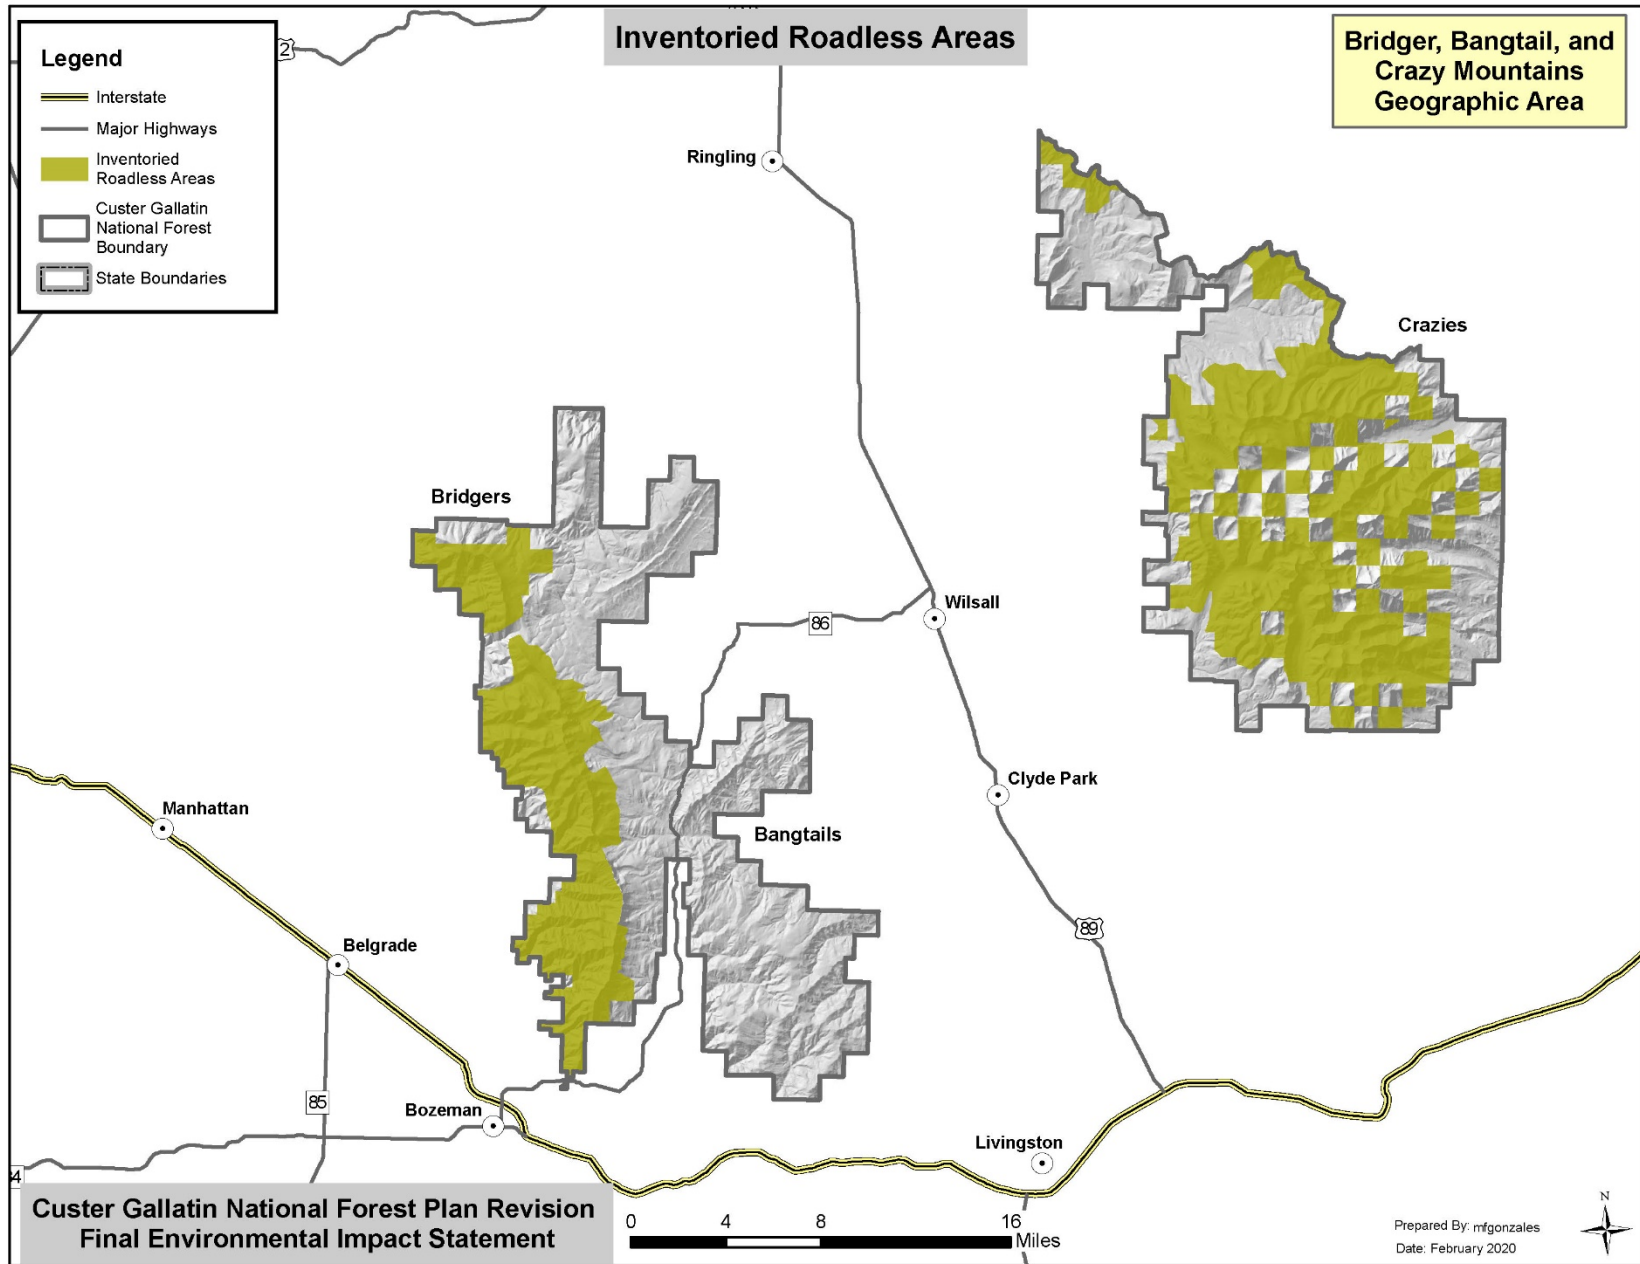 Inventoried Roadless Areas
Bridger, Bangtail, and
Crazy Mountains
Geographic Area
Legend
Interstate
Major Highways
Inventoried
Roadless Areas
Custer Gallatin
National Forest
Boundary
State Boundaries
2
Ringling
Crazies
Bridgers
86
Wilsall
Clyde Park
Manhattan
Bangtails
89
Belgrade
85
Bozeman
Livingston
Custer Gallatin National Forest Plan Revision
Final Environmental Impact Statement
0 4 8 16
Miles
N
Prepared By: mfgonzales
Date: February 2020